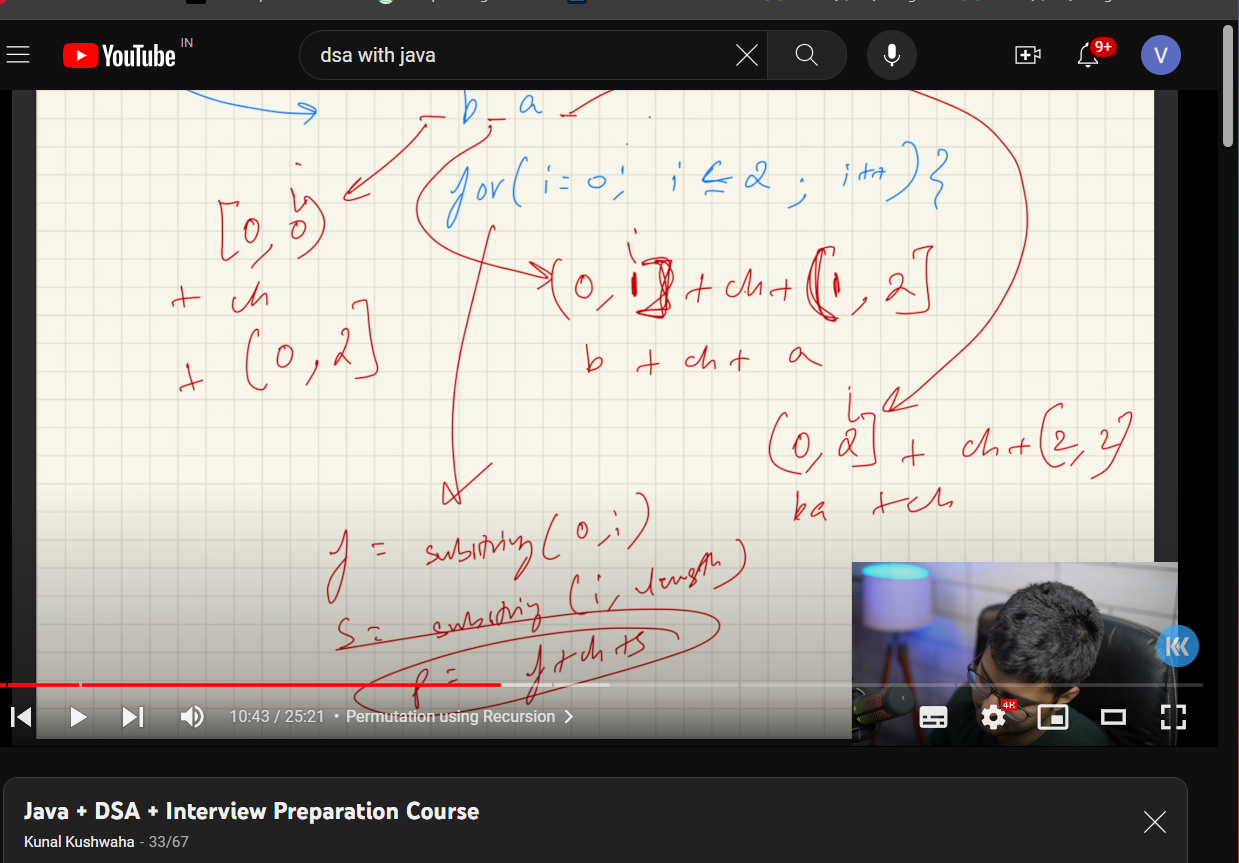 YouTube IN
dsa with java
9+
V
_ b _ a _
for(i=0; i<=2; i++){
i
[0, 0)
+ ch
+ (0, 2]
i
(0, 1] + ch + [1, 2]
b + ch + a
i
(0, 2] + ch + [2, 2]
ba + ch
f = substring(0, i)
s = substring(i, length)
p = f + ch + s
4K
10:43 / 25:21 • Permutation using Recursion
Java + DSA + Interview Preparation Course
Kunal Kushwaha - 33/67